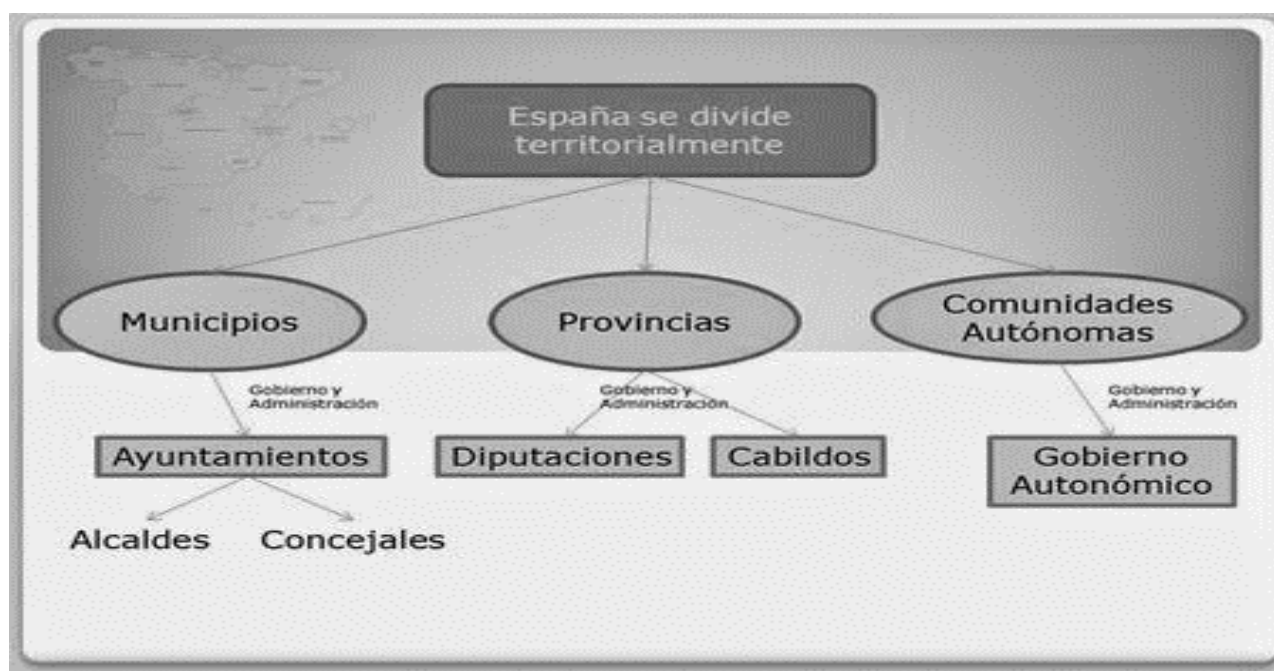 España se divide
territorialmente
Municipios
Provincias
Comunidades
Autónomas
Gobierno y
Administración
Gobierno y
Administración
Gobierno y
Administración
Ayuntamientos
Diputaciones
Cabildos
Gobierno
Autonómico
Alcaldes
Concejales